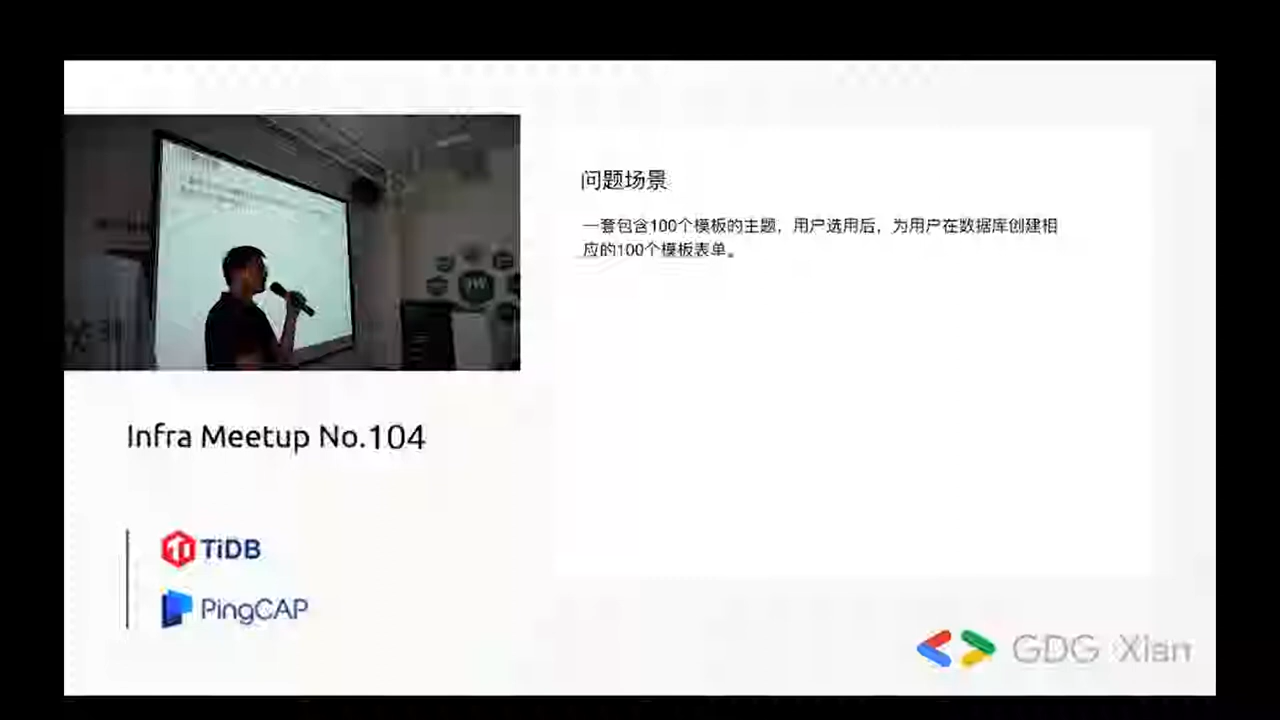 问题场景
一套包含100个模板的主题，用户选用后，为用户在数据库创建相
应的100个模板表单。
Infra Meetup No.104
TiDB
PingCAP
GDG Xian